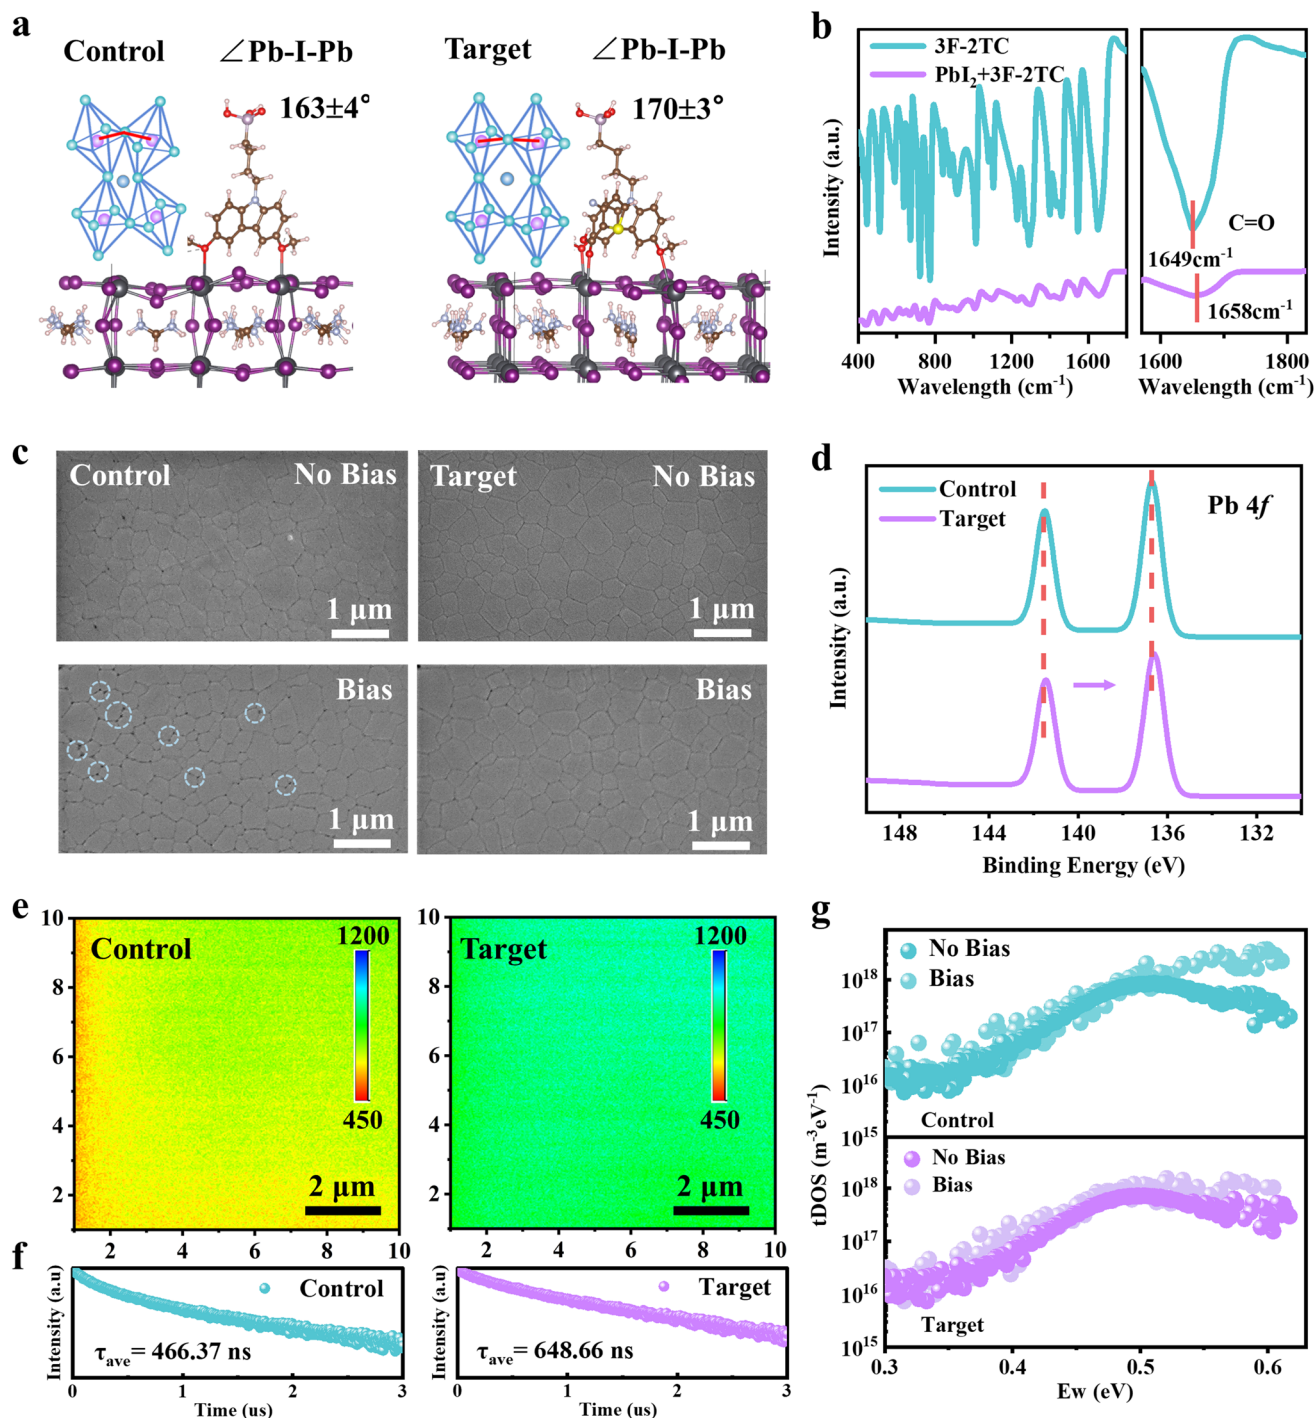 a
Control ∠Pb-I-Pb
163±4°
Target ∠Pb-I-Pb
170±3°
b
3F-2TC
PbI₂+3F-2TC
Intensity (a.u.)
C=O
1649cm⁻¹
1658cm⁻¹
400 800 1200 1600
1600 1800
Wavelength (cm⁻¹) Wavelength (cm⁻¹)
c
Control No Bias
1 μm
Target No Bias
1 μm
Bias
1 μm
Bias
1 μm
d
Control
Target
Pb 4f
Intensity (a.u.)
148 144 140 136 132
Binding Energy (eV)
e
10
8
6
4
2
Control
1200
450
2 μm
2 4 6 8 10
10
8
6
4
2
Target
1200
450
2 μm
2 4 6 8 10
f
Intensity (a.u)
Control
τave= 466.37 ns
0 1 2 3
Time (us)
Intensity (a.u)
Target
τave= 648.66 ns
0 1 2 3
Time (us)
g
No Bias
Bias
10¹⁸
10¹⁷
10¹⁶
Control
10¹⁵
tDOS (m⁻³eV⁻¹)
No Bias
Bias
10¹⁸
10¹⁷
10¹⁶
Target
10¹⁵
0.3 0.4 0.5 0.6
Ew (eV)